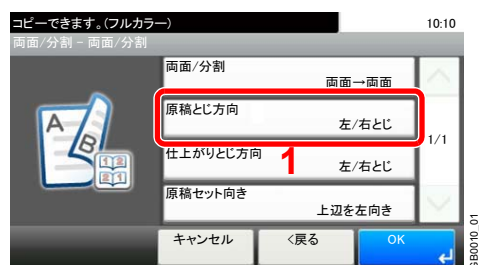 コピーできます。(フルカラー)
10:10
両面/分割 - 両面/分割
両面/分割
両面→両面
原稿とじ方向
左/右とじ
1/1
仕上がりとじ方向
1
左/右とじ
原稿セット向き
上辺を左向き
A
B
1 2
2 1
キャンセル
<戻る
OK
GB0010_01